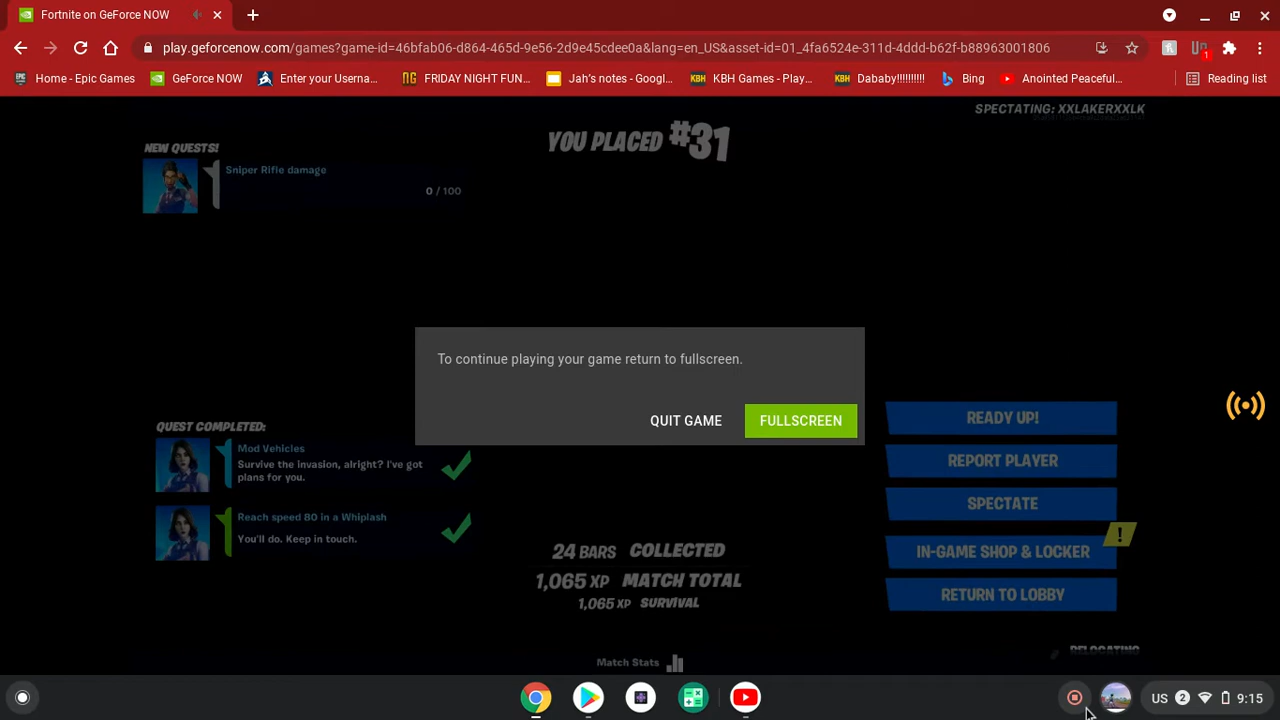 Fortnite on GeForce NOW
play.geforcenow.com/games?game-id=46bfab06-d864-465d-9e56-2d9e45cdee0a&lang=en_US&asset-id=01_4fa6524e-311d-4ddd-b62f-b88963001806
1
Home - Epic Games
GeForce NOW
Enter your Userna...
FRIDAY NIGHT FUN...
Jah's notes - Googl...
KBH Games - Play...
Dababy!!!!!!!!!!
Bing
Anointed Peaceful...
Reading list
SPECTATING: XXLAKERXXLK
YOU PLACED #31
NEW QUESTS!
Sniper Rifle damage
0 / 100
To continue playing your game return to fullscreen.
QUIT GAME
FULLSCREEN
QUEST COMPLETED:
Mod Vehicles
Survive the invasion, alright? I've got
plans for you.
Reach speed 80 in a Whiplash
You'll do. Keep in touch.
24 BARS COLLECTED
1,065 XP MATCH TOTAL
1,065 XP SURVIVAL
READY UP!
REPORT PLAYER
SPECTATE
!
IN-GAME SHOP & LOCKER
RETURN TO LOBBY
RELOCATING
Match Stats
US 2 9:15